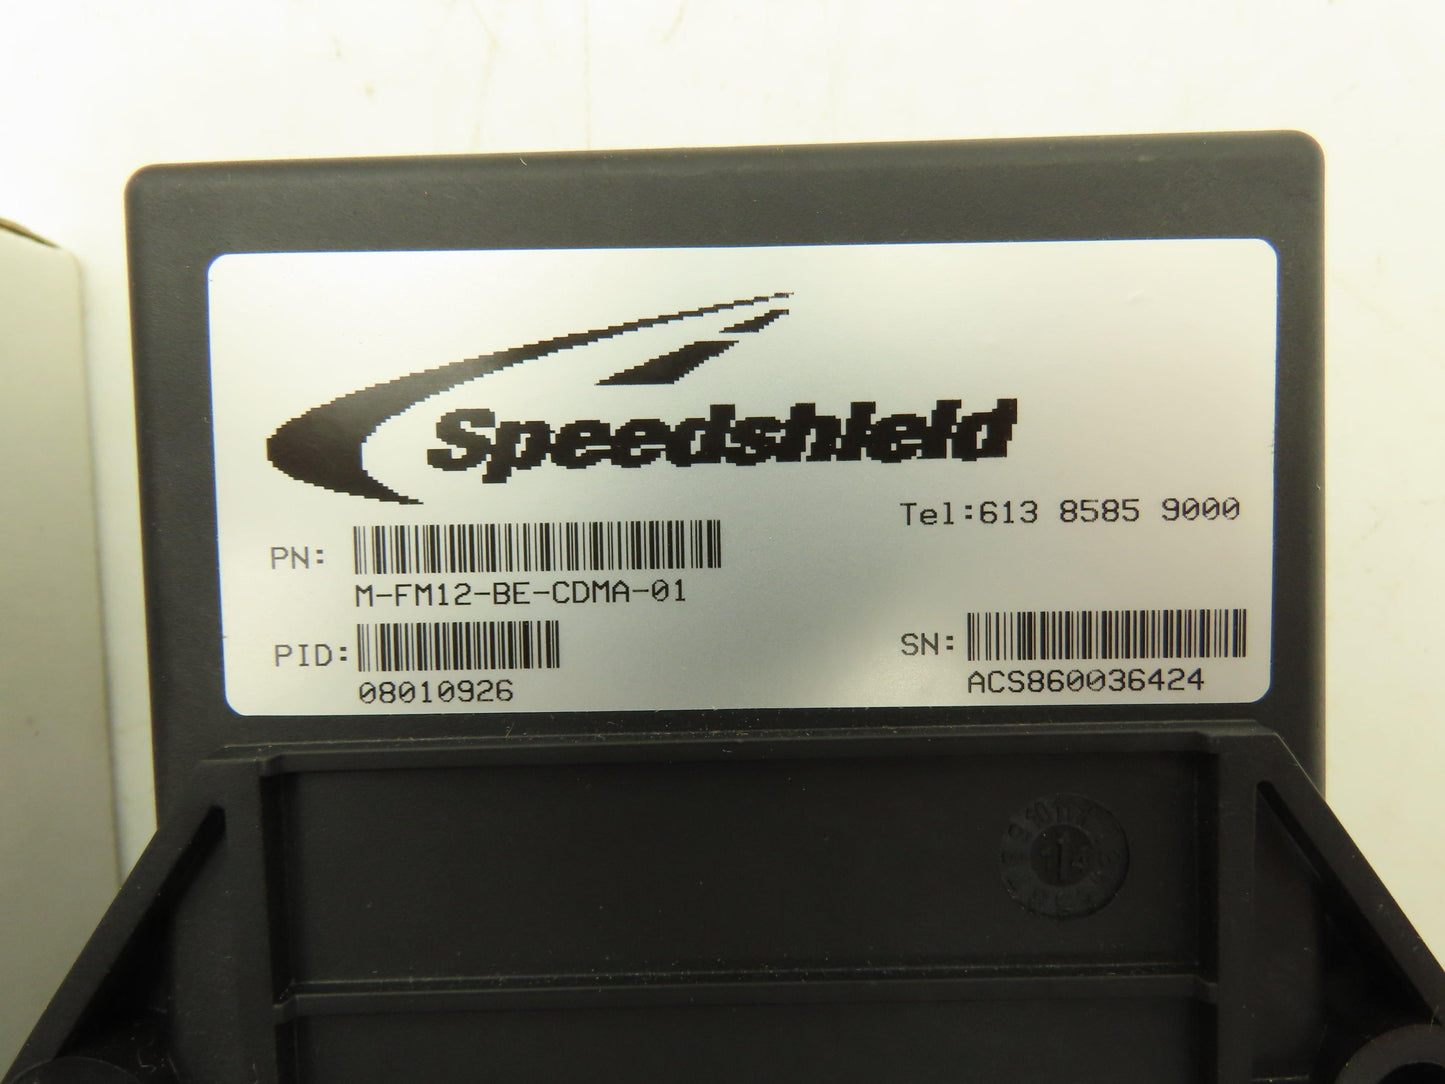 Speedshield
Tel:613 8585 9000
PN:
M-FM12-BE-CDMA-01
PID:
08010926
SN:
ACS860036424